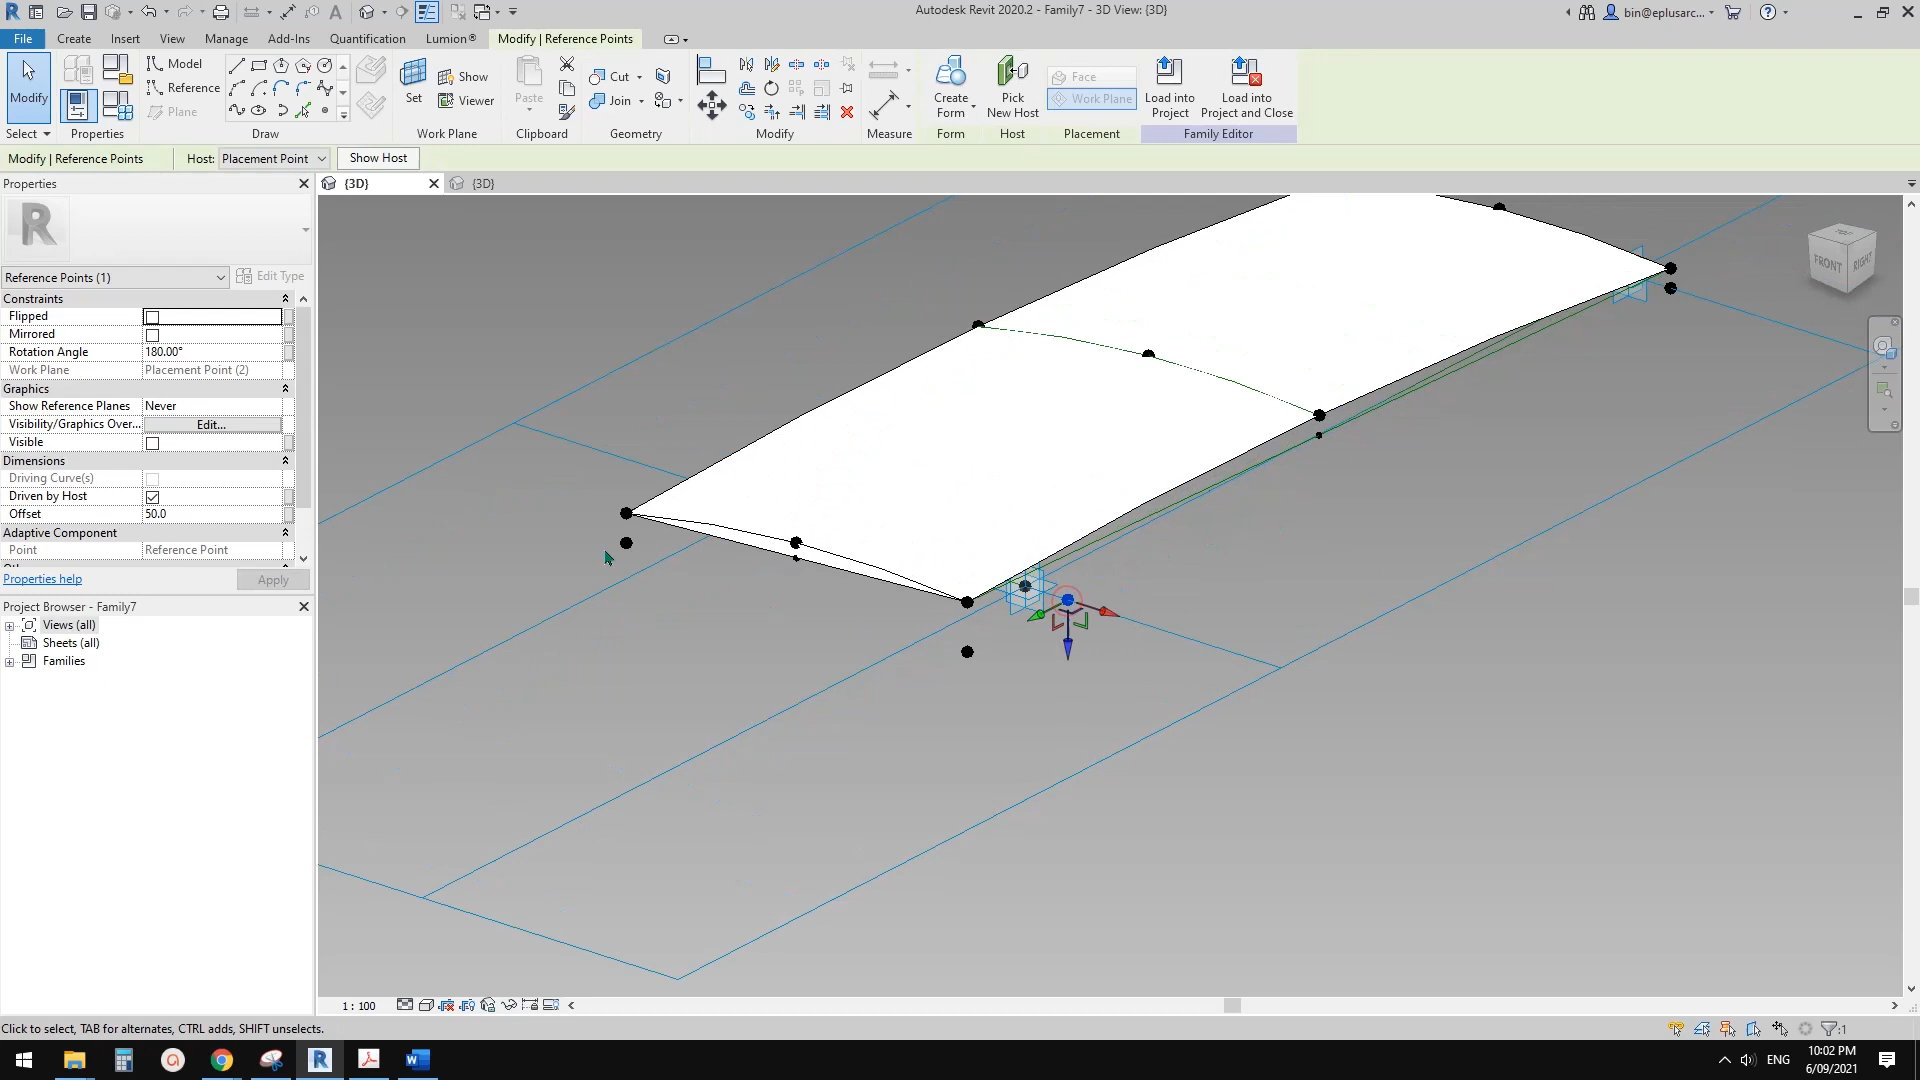 Autodesk Revit 2020.2 - Family7 - 3D View: {3D}
bin@eplusarc...
File Create Insert View Manage Add-Ins Quantification Lumion® Modify | Reference Points
Modify
Select
Properties
Model
Reference
Plane
Draw
Set
Show
Viewer
Work Plane
Paste
Clipboard
Cut
Join
Geometry
Modify
Measure
Create Form
Form
Pick New Host
Host
Face
Work Plane
Placement
Load into Project
Load into Project and Close
Family Editor
Modify | Reference Points Host: Placement Point Show Host
Properties
{3D} {3D}
R
Reference Points (1) Edit Type
Constraints
Flipped
Mirrored
Rotation Angle 180.00°
Work Plane Placement Point (2)
Graphics
Show Reference Planes Never
Visibility/Graphics Over... Edit...
Visible
Dimensions
Driving Curve(s)
Driven by Host
Offset 50.0
Adaptive Component
Point Reference Point
Properties help Apply
Project Browser - Family7
Views (all)
Sheets (all)
Families
TOP
FRONT RIGHT
1 : 100
Click to select, TAB for alternates, CTRL adds, SHIFT unselects.
:1
ENG
10:02 PM
6/09/2021